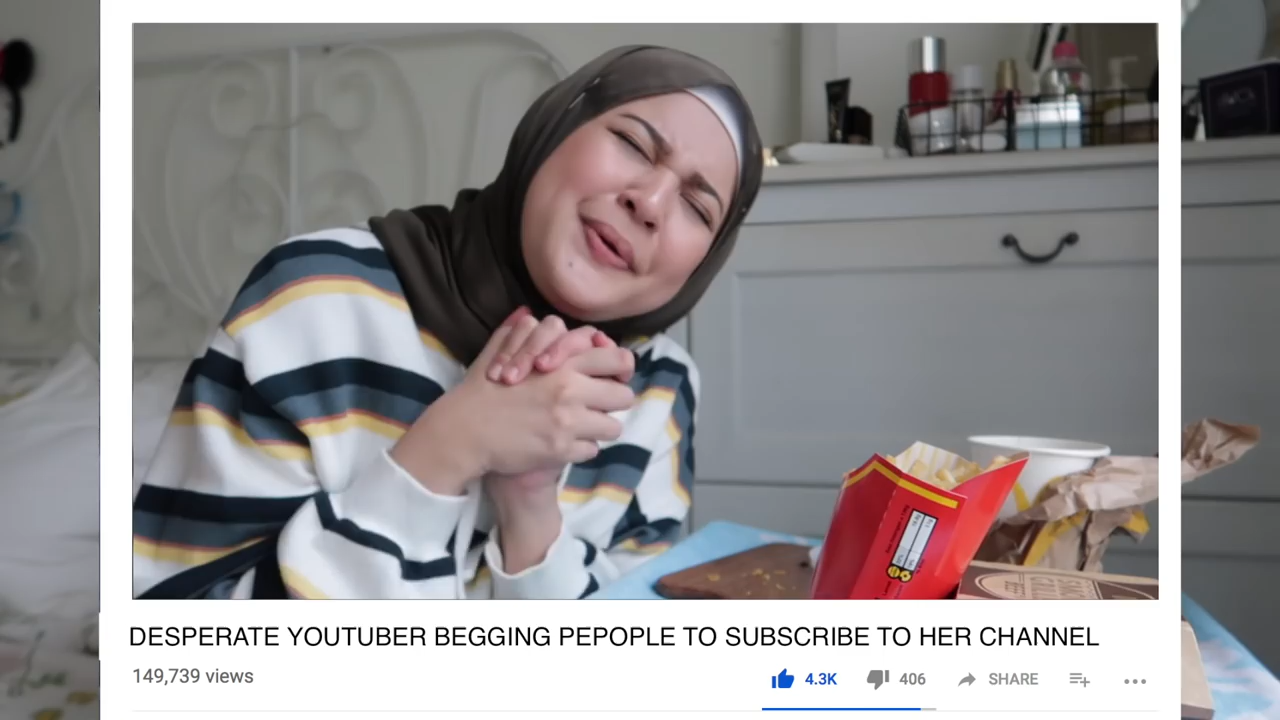 DESPERATE YOUTUBER BEGGING PEPOPLE TO SUBSCRIBE TO HER CHANNEL
149,739 views
4.3K
406
SHARE